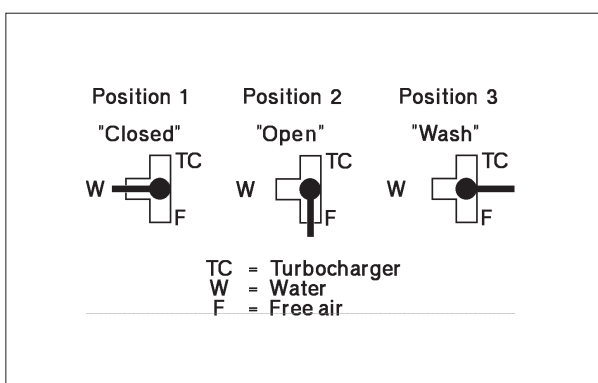 Position 1 Position 2 Position 3
"Closed" "Open" "Wash"
TC TC TC
W W W
F F F
TC = Turbocharger
W = Water
F = Free air